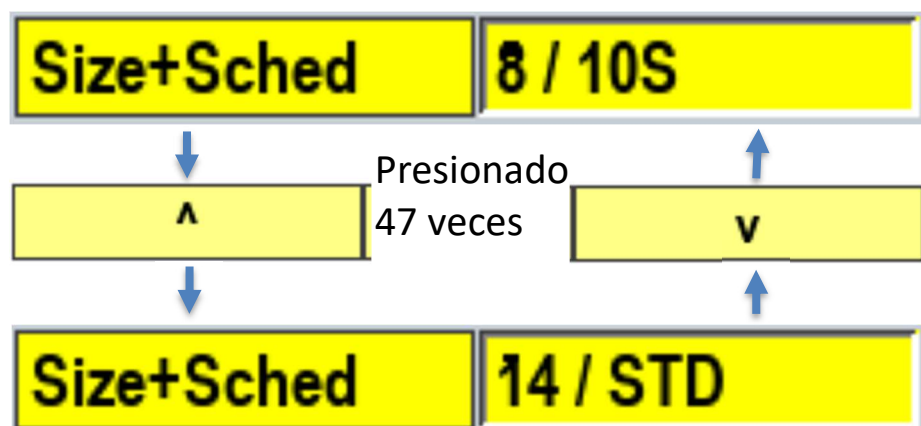 Size+Sched 8 / 10S
Presionado
^ 47 veces v
Size+Sched 14 / STD